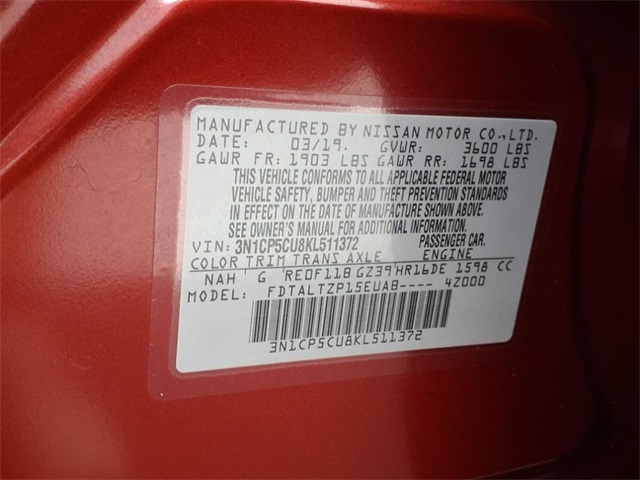 MANUFACTURED BY NISSAN MOTOR CO., LTD.
DATE: 03/19. GVWR: 3600 LBS
GAWR FR: 1903 LBS GAWR RR: 1698 LBS
THIS VEHICLE CONFORMS TO ALL APPLICABLE FEDERAL MOTOR
VEHICLE SAFETY, BUMPER AND THEFT PREVENTION STANDARDS
IN EFFECT ON THE DATE OF MANUFACTURE SHOWN ABOVE.
SEE OWNER'S MANUAL FOR ADDITIONAL INFORMATION
VIN: 3N1CP5CU8KL511372 PASSENGER CAR.
COLOR TRIM TRANS AXLE ENGINE
NAH' G 'RE0F11B GZ39'HR16DE 1598 CC
MODEL: FDTALTZP15EUA8---- 4Z000
3N1CP5CU8KL511372